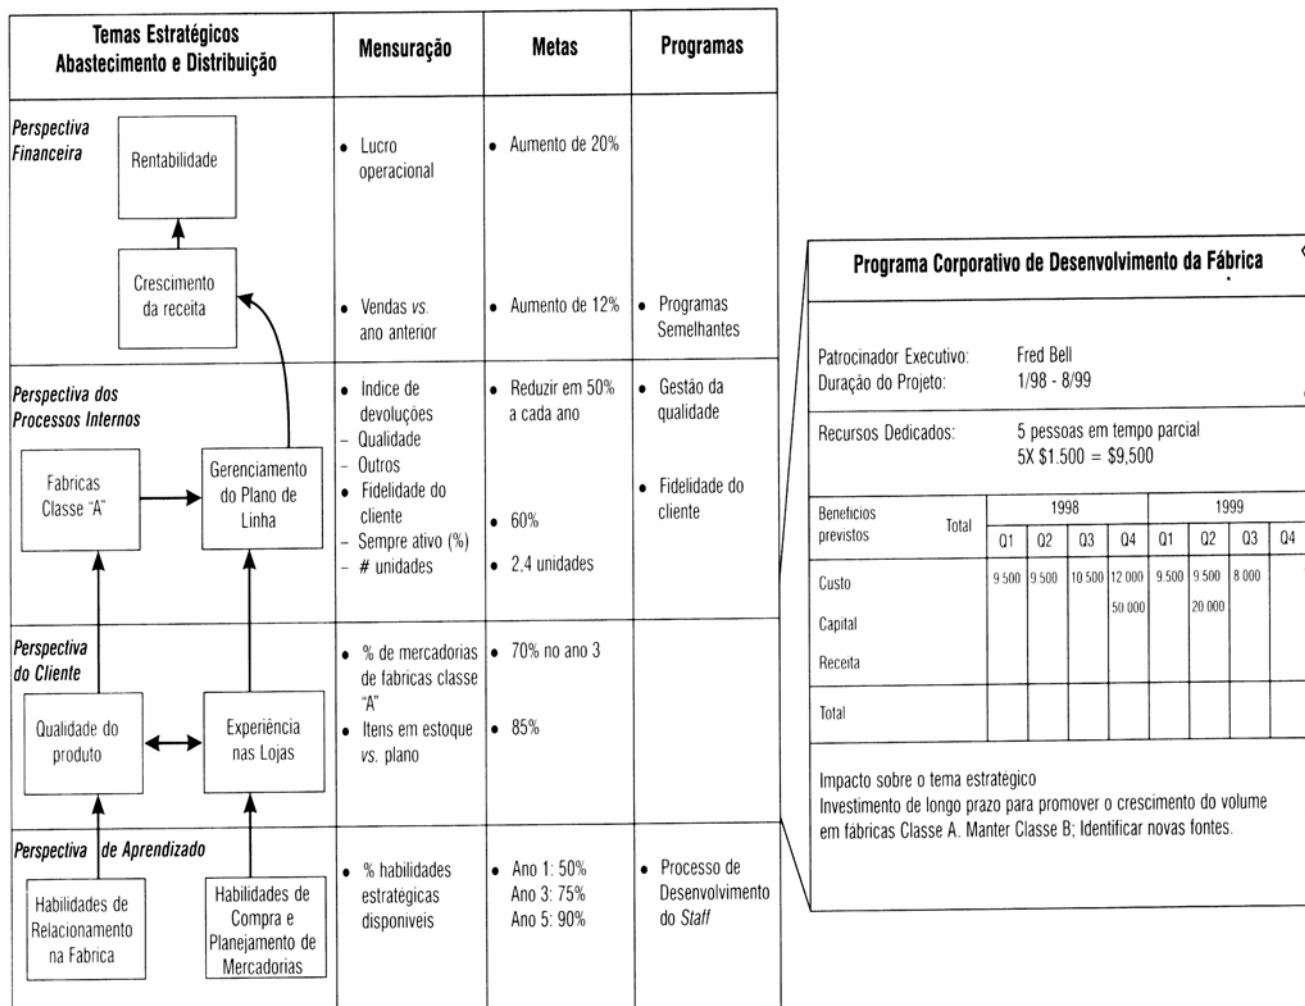 Temas Estratégicos
Abastecimento e Distribuição
Mensuração
Metas
Programas
Perspectiva
Financeira
Rentabilidade
• Lucro
operacional
• Aumento de 20%
Crescimento
da receita
• Vendas vs.
ano anterior
• Aumento de 12%
• Programas
Semelhantes
Perspectiva dos
Processos Internos
Fabricas
Classe "A"
Gerenciamento
do Plano de
Linha
• Índice de
devoluções
– Qualidade
– Outros
• Fidelidade do
cliente
– Sempre ativo (%)
– # unidades
• Reduzir em 50%
a cada ano
• 60%
• 2,4 unidades
• Gestão da
qualidade
• Fidelidade do
cliente
Perspectiva
do Cliente
Qualidade do
produto
Experiência
nas Lojas
• % de mercadorias
de fábricas classe
"A"
• Itens em estoque
vs. plano
• 70% no ano 3
• 85%
Perspectiva de Aprendizado
Habilidades de
Relacionamento
na Fabrica
Habilidades de
Compra e
Planejamento de
Mercadorias
• % habilidades
estratégicas
disponíveis
• Ano 1: 50%
Ano 3: 75%
Ano 5: 90%
• Processo de
Desenvolvimento
do Staff
Programa Corporativo de Desenvolvimento da Fábrica
Patrocinador Executivo: Fred Bell
Duração do Projeto: 1/98 - 8/99
Recursos Dedicados: 5 pessoas em tempo parcial
5X $1.500 = $9,500
Benefícios
previstos
Total
1998
1999
Q1 Q2 Q3 Q4 Q1 Q2 Q3 Q4
Custo 9 500 9 500 10 500 12 000 9 500 9 500 8 000
50 000 20 000
Capital
Receita
Total
Impacto sobre o tema estratégico
Investimento de longo prazo para promover o crescimento do volume
em fábricas Classe A. Manter Classe B; Identificar novas fontes.